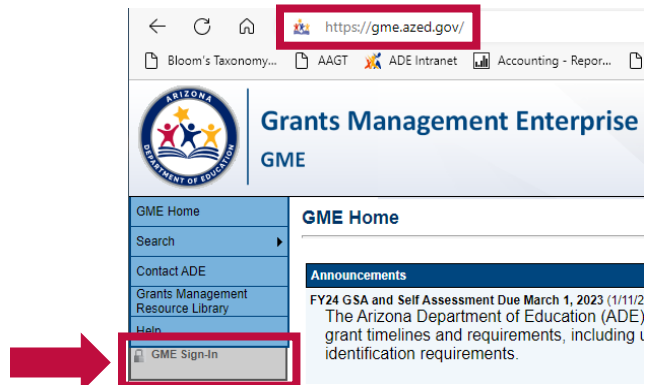 https://gme.azed.gov/
Bloom's Taxonomy... AAGT ADE Intranet Accounting - Repor...
ARIZONA
DEPARTMENT OF EDUCATION
Grants Management Enterprise
GME
GME Home
Search
Contact ADE
Grants Management
Resource Library
Help
GME Sign-In
GME Home
Announcements
FY24 GSA and Self Assessment Due March 1, 2023 (1/11/2
The Arizona Department of Education (ADE)
grant timelines and requirements, including u
identification requirements.